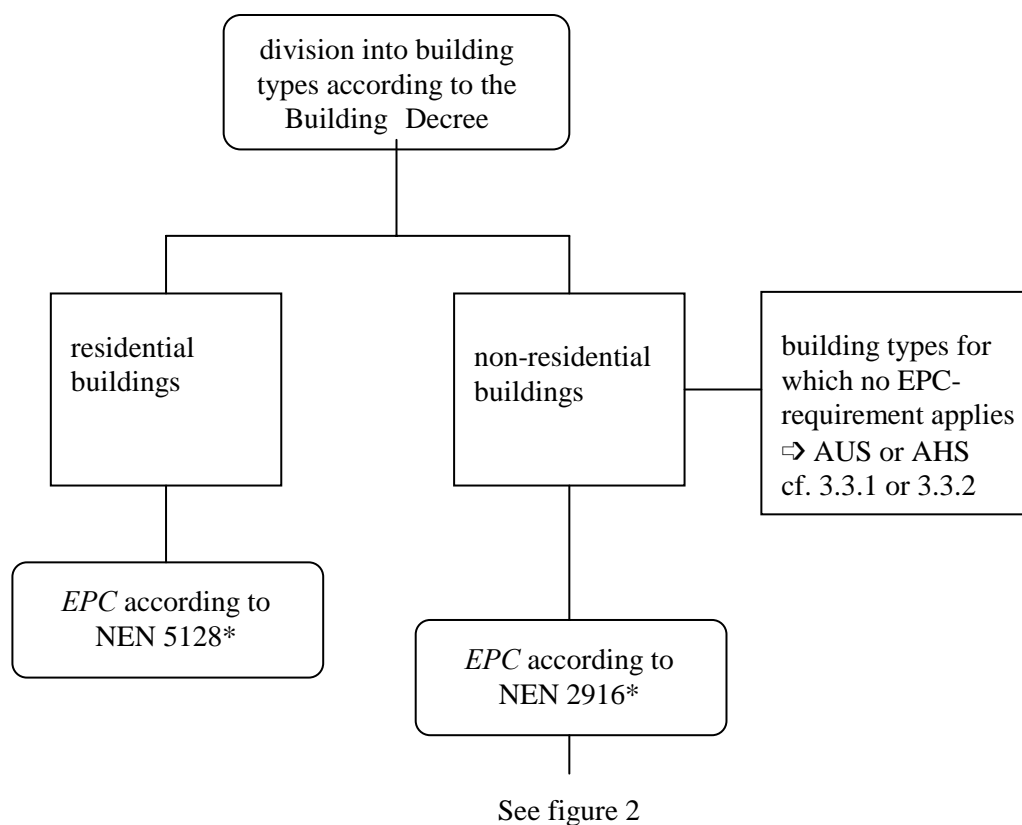 division into building
types according to the
Building Decree
residential
buildings
non-residential
buildings
building types for
which no EPC-
requirement applies
➩ AUS or AHS
cf. 3.3.1 or 3.3.2
EPC according to
NEN 5128*
EPC according to
NEN 2916*
See figure 2